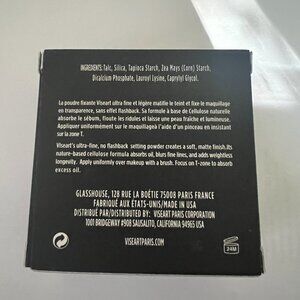 INGREDIENTS: Talc, Silica, Tapioca Starch, Zea Mays (Corn) Starch,
Dicalcium Phosphate, Lauroyl Lysine, Caprylyl Glycol.
La poudre fixante Viseart ultra fine et légère matifie le teint et fixe le maquillage
en transparence, sans effet flashback. Sa formule à base de Cellulose naturelle
absorbe le sébum, floute les ridules et laisse une peau fraîche et lumineuse.
Appliquer uniformément sur le maquillageà l'aide d'un pinceau en insistant
sur la zone T.
Viseart's ultra-fine, no flashback setting powder creates a soft, matte finish.Its
nature-based cellulose formula absorbs oil, blurs fine lines, and adds weightless
longevity. Apply uniformly over makeup with a brush. Focus on T-zone to absorb
excess oil.
GLASSHOUSE, 128 RUE LA BOÉTIE 75008 PARIS FRANCE
FABRIQUÉ AUX ÉTATS-UNIS/MADE IN USA
DISTRIBUÉ PAR/DISTRIBUTED BY: VISEART PARIS CORPORATION
1001 BRIDGEWAY #908 SAUSALITO, CALIFORNIA 94965 USA
VISEARTPARIS.COM
24M